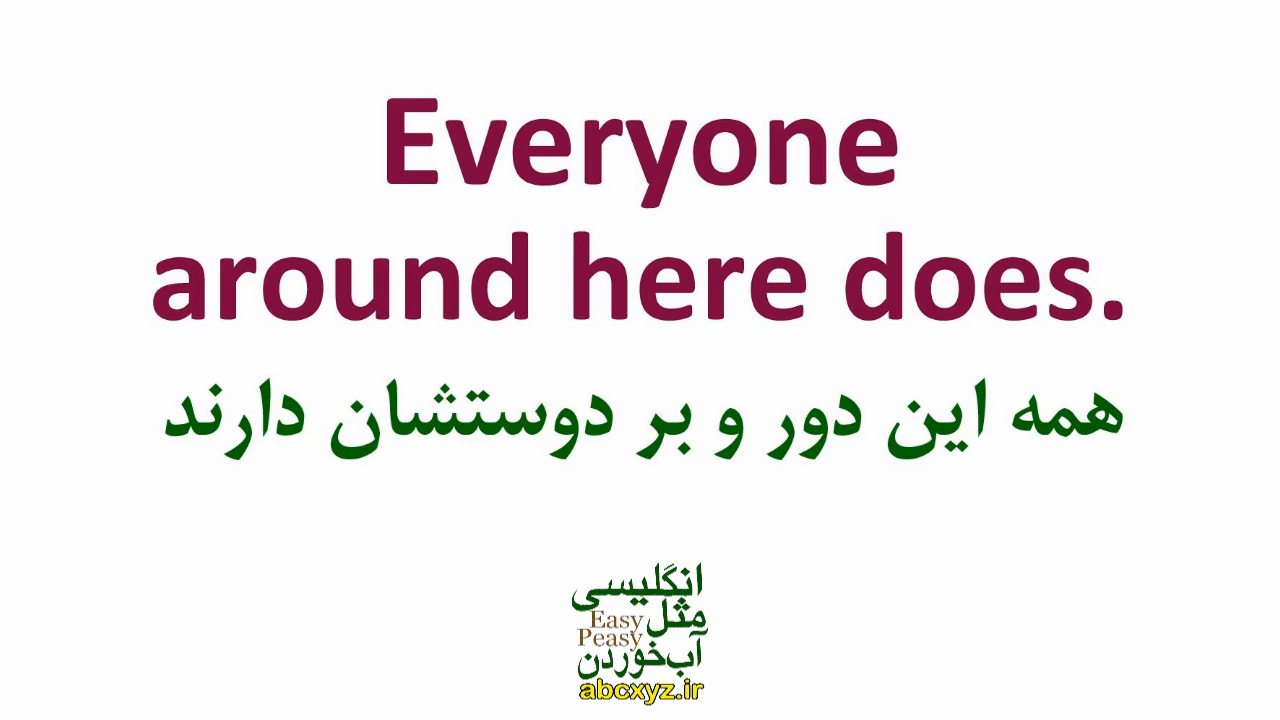 Everyone
around here does.
همه این دور و بر دوستشان دارند
انگلیسی
مثل
Easy
Peasy
آب‌خوردن
abcxyz.ir